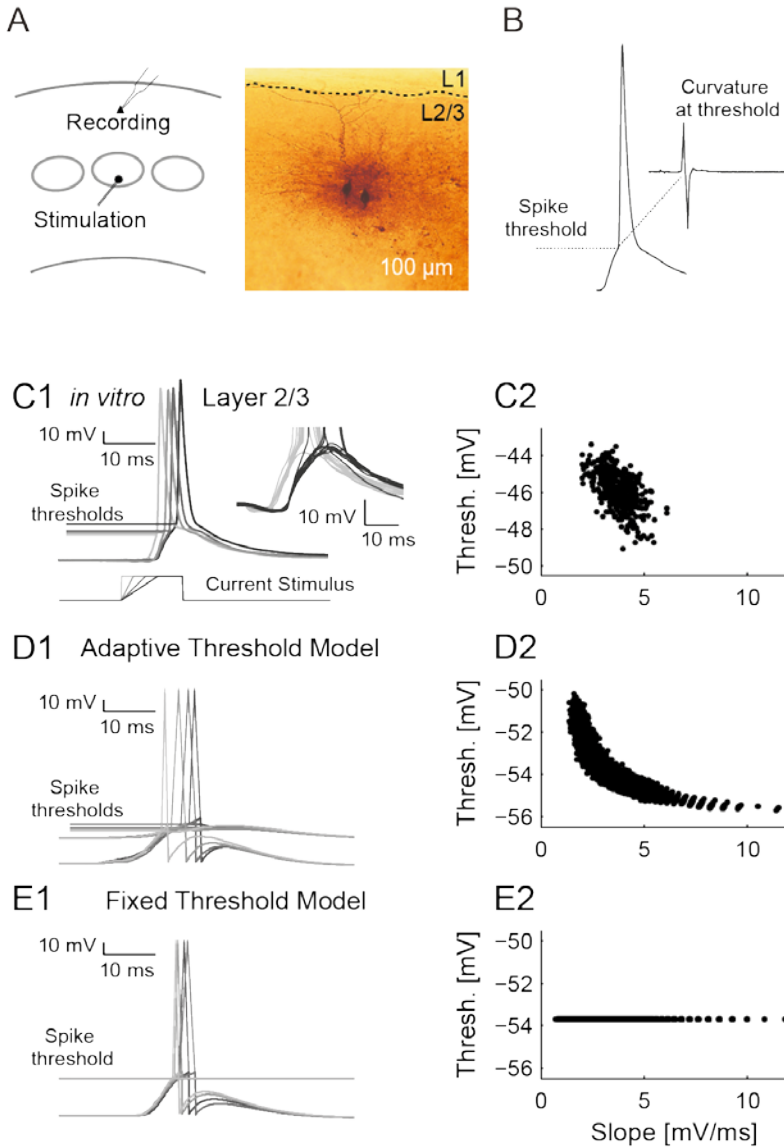 A
Recording
Stimulation
L1
L2/3
100 µm
B
Curvature
at threshold
Spike
threshold
C1 in vitro Layer 2/3
10 mV
10 ms
Spike
thresholds
10 mV
10 ms
Current Stimulus
C2
Thresh. [mV]
−44
−46
−48
−50
0 5 10
D1 Adaptive Threshold Model
10 mV
10 ms
Spike
thresholds
D2
Thresh. [mV]
−50
−52
−54
−56
0 5 10
E1 Fixed Threshold Model
10 mV
10 ms
Spike
threshold
E2
Thresh. [mV]
−50
−52
−54
−56
0 5 10
Slope [mV/ms]